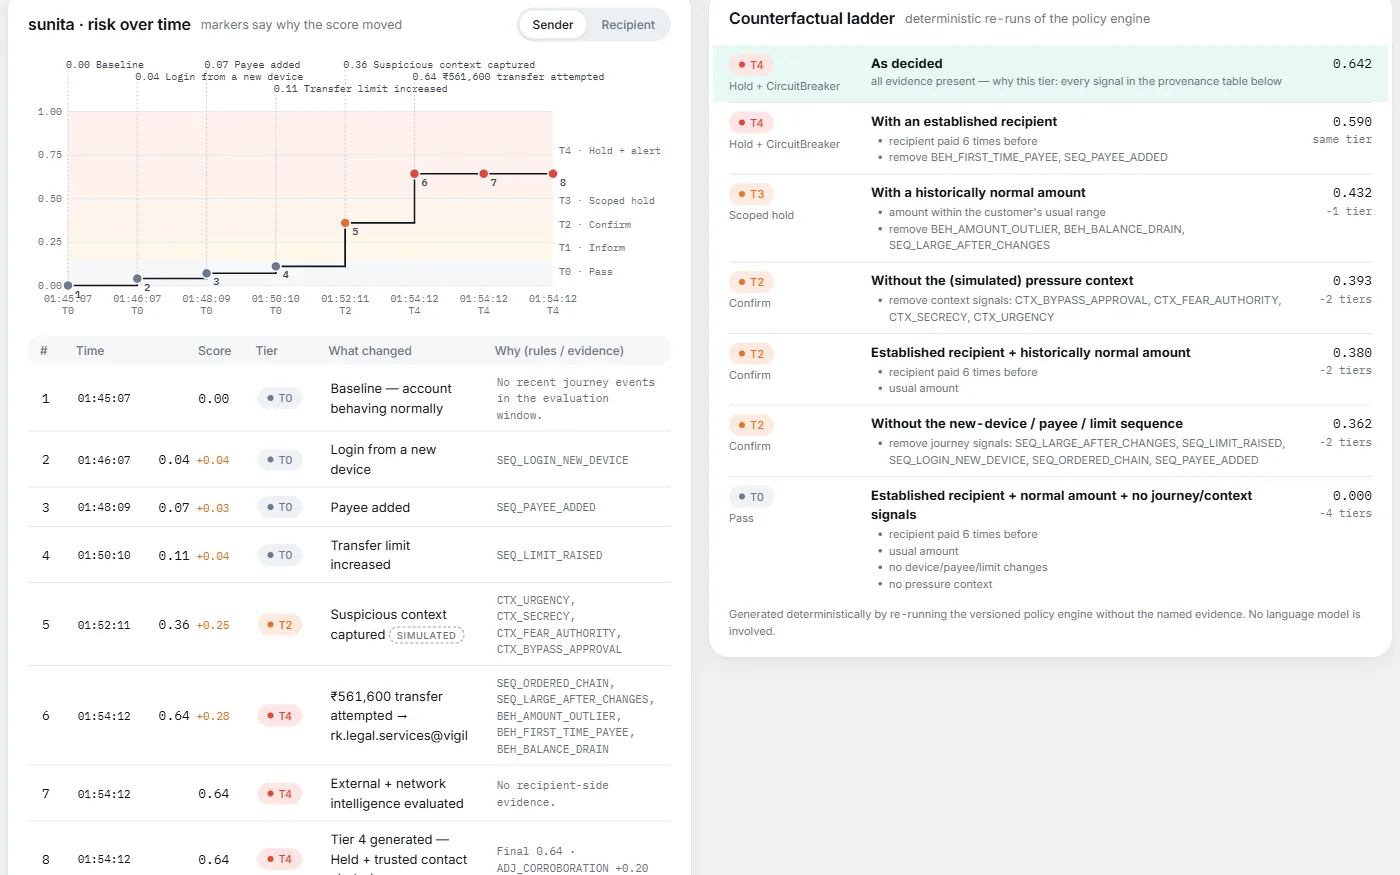 sunita · risk over time markers say why the score moved
Sender Recipient
0.00 Baseline 0.07 Payee added 0.36 Suspicious context captured
0.04 Login from a new device 0.64 ₹561,600 transfer attempted
0.11 Transfer limit increased
1.00
0.75
0.50
0.25
0.00
T4 · Hold + alert
T3 · Scoped hold
T2 · Confirm
T1 · Inform
T0 · Pass
1 2 3 4 5 6 7 8
01:45:07 01:46:07 01:48:09 01:50:10 01:52:11 01:54:12 01:54:12 01:54:12
T0 T0 T0 T0 T2 T4 T4 T4
# Time Score Tier What changed Why (rules / evidence)
1 01:45:07 0.00 T0 Baseline — account
behaving normally
No recent journey events
in the evaluation
window.
2 01:46:07 0.04 +0.04 T0 Login from a new
device
SEQ_LOGIN_NEW_DEVICE
3 01:48:09 0.07 +0.03 T0 Payee added SEQ_PAYEE_ADDED
4 01:50:10 0.11 +0.04 T0 Transfer limit
increased
SEQ_LIMIT_RAISED
5 01:52:11 0.36 +0.25 T2 Suspicious context
captured SIMULATED
CTX_URGENCY,
CTX_SECRECY,
CTX_FEAR_AUTHORITY,
CTX_BYPASS_APPROVAL
6 01:54:12 0.64 +0.28 T4 ₹561,600 transfer
attempted →
rk.legal.services@vigil
SEQ_ORDERED_CHAIN,
SEQ_LARGE_AFTER_CHANGES,
BEH_AMOUNT_OUTLIER,
BEH_FIRST_TIME_PAYEE,
BEH_BALANCE_DRAIN
7 01:54:12 0.64 T4 External + network
intelligence evaluated
No recipient-side
evidence.
8 01:54:12 0.64 T4 Tier 4 generated —
Held + trusted contact
Final 0.64 ·
ADJ_CORROBORATION +0.20
Counterfactual ladder deterministic re-runs of the policy engine
T4 As decided 0.642
Hold + CircuitBreaker all evidence present — why this tier: every signal in the provenance table below
T4 With an established recipient 0.590
Hold + CircuitBreaker • recipient paid 6 times before same tier
• remove BEH_FIRST_TIME_PAYEE, SEQ_PAYEE_ADDED
T3 With a historically normal amount 0.432
Scoped hold • amount within the customer's usual range -1 tier
• remove BEH_AMOUNT_OUTLIER, BEH_BALANCE_DRAIN,
SEQ_LARGE_AFTER_CHANGES
T2 Without the (simulated) pressure context 0.393
Confirm • remove context signals: CTX_BYPASS_APPROVAL, CTX_FEAR_AUTHORITY, -2 tiers
CTX_SECRECY, CTX_URGENCY
T2 Established recipient + historically normal amount 0.380
Confirm • recipient paid 6 times before -2 tiers
• usual amount
T2 Without the new-device / payee / limit sequence 0.362
Confirm • remove journey signals: SEQ_LARGE_AFTER_CHANGES, SEQ_LIMIT_RAISED, -2 tiers
SEQ_LOGIN_NEW_DEVICE, SEQ_ORDERED_CHAIN, SEQ_PAYEE_ADDED
T0 Established recipient + normal amount + no journey/context 0.000
signals
Pass -4 tiers
• recipient paid 6 times before
• usual amount
• no device/payee/limit changes
• no pressure context
Generated deterministically by re-running the versioned policy engine without the named evidence. No language model is
involved.